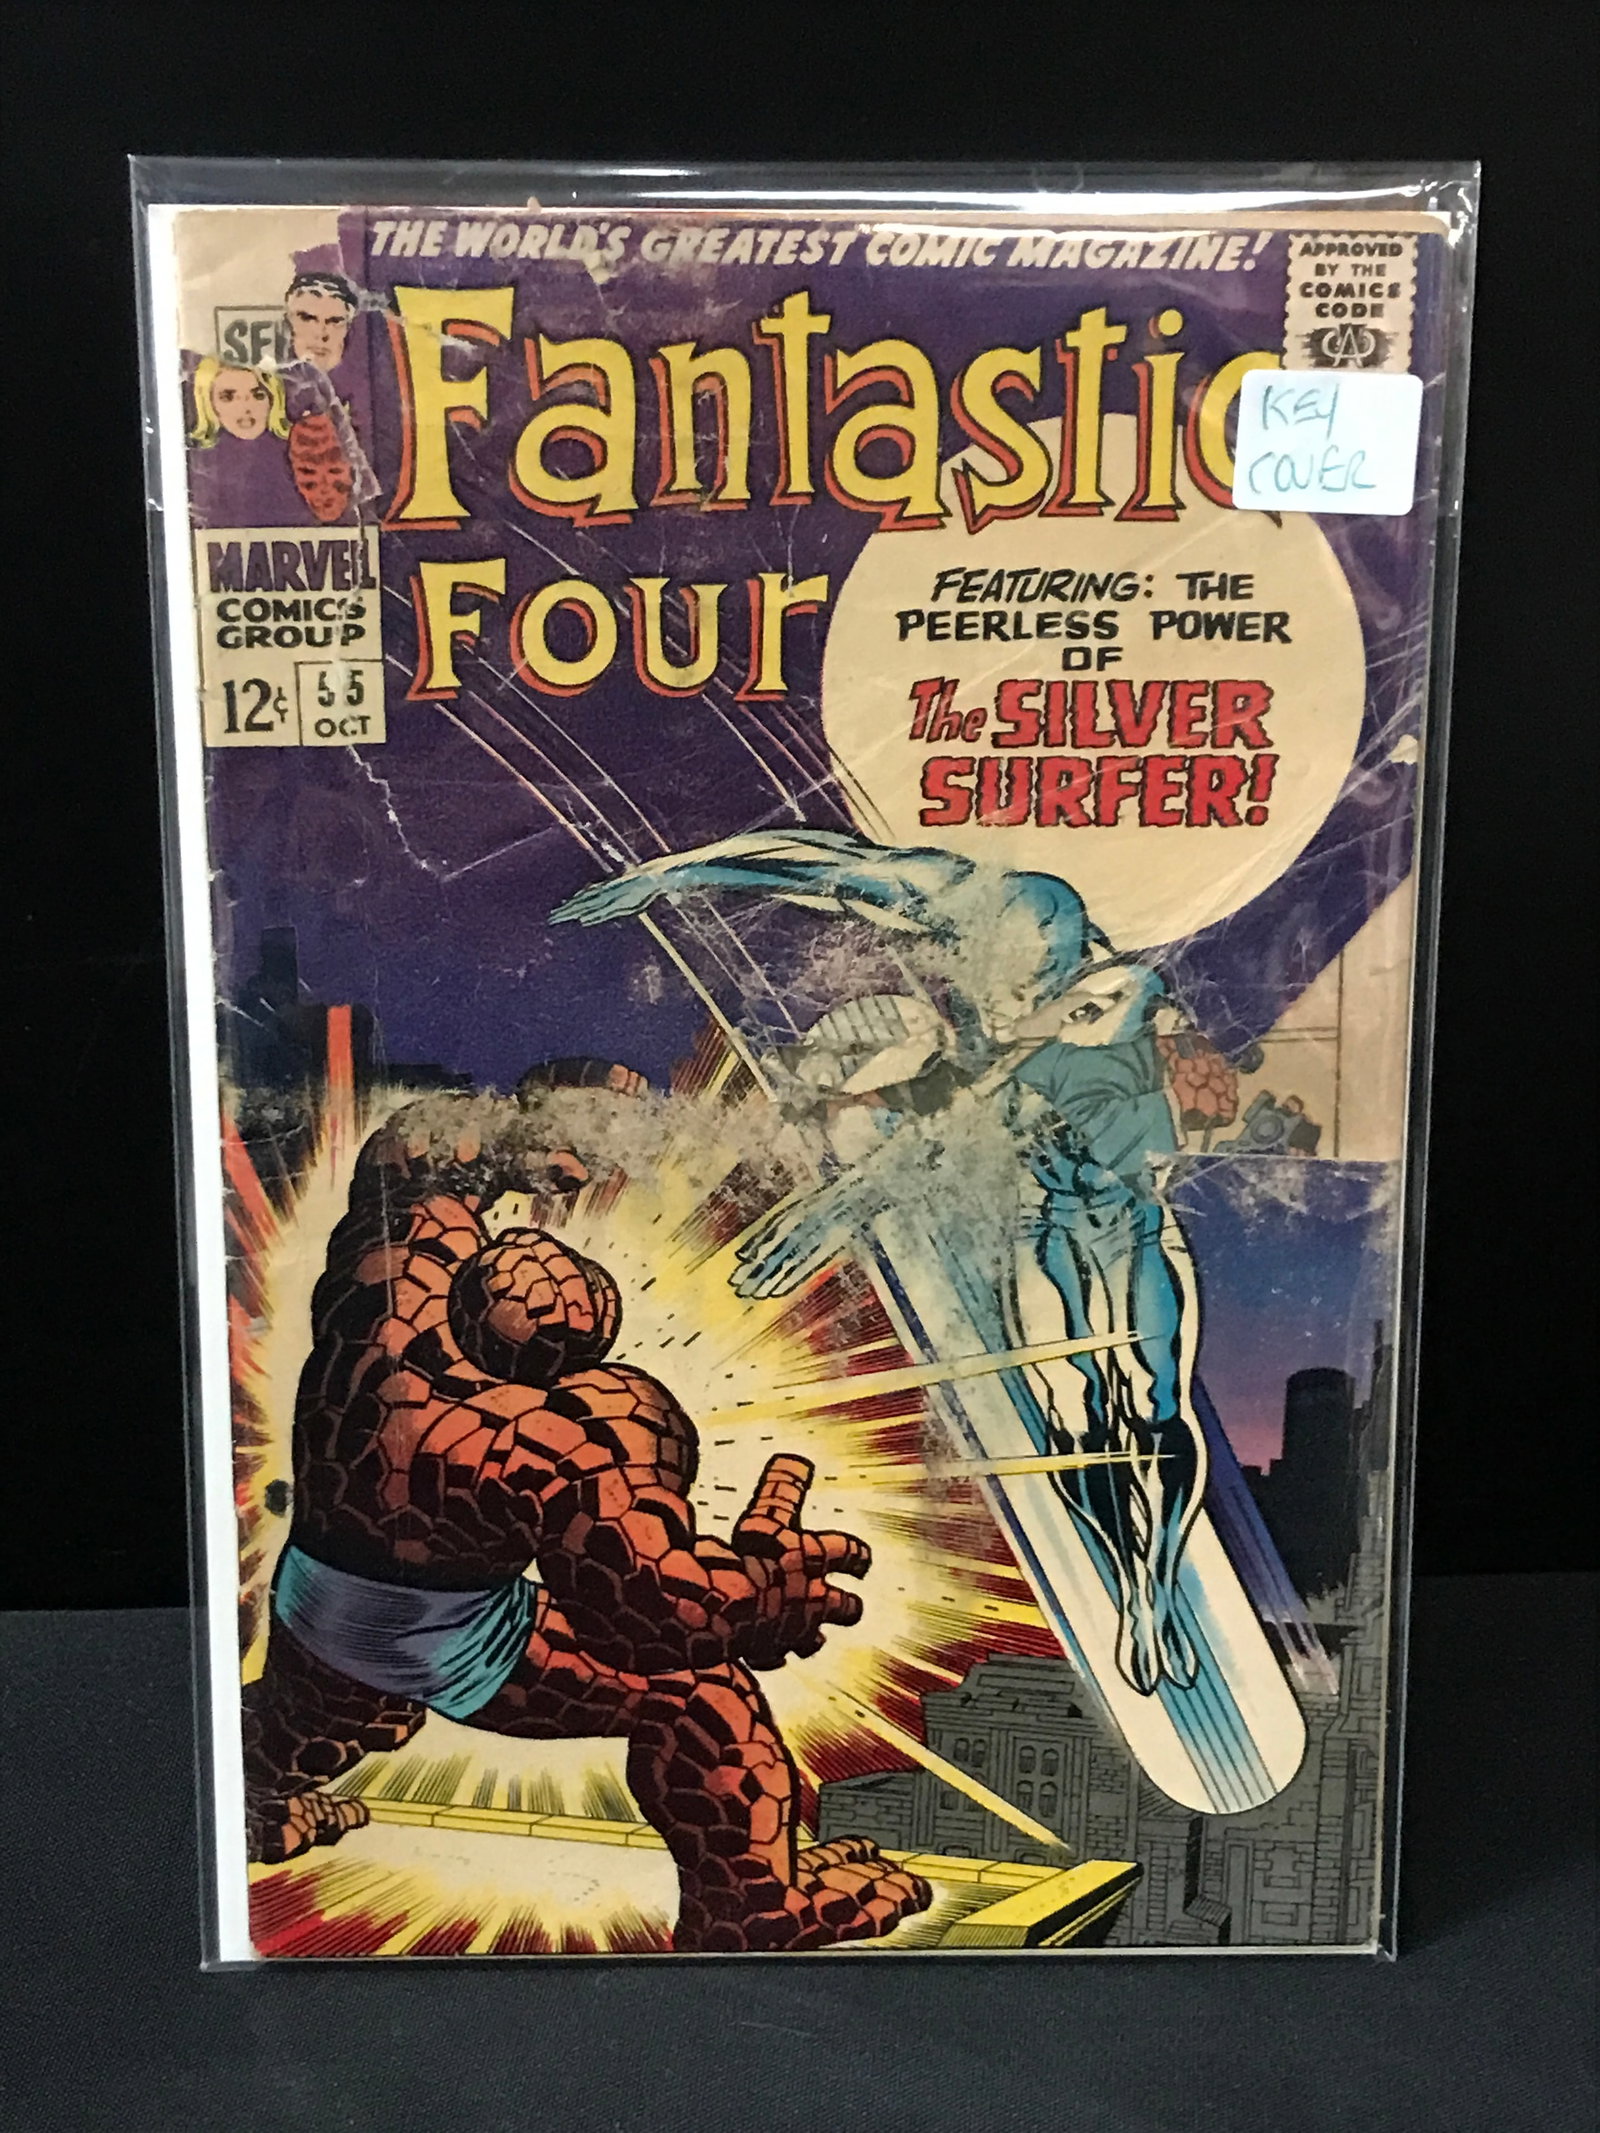 THE WORLD'S GREATEST COMIC MAGAZINE!
APPROVED
BY THE
COMICS
CODE
CA
Fantastic
Four
KEY
COVER
MARVEL
COMICS
GROUP
12¢
55
OCT
FEATURING: THE
PEERLESS POWER
OF
The SILVER
SURFER!